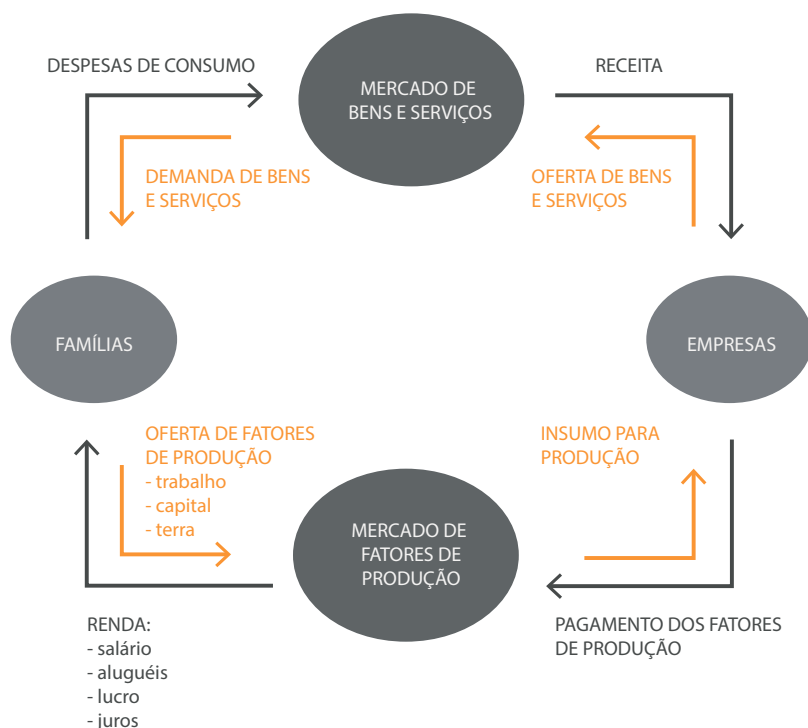 DESPESAS DE CONSUMO
MERCADO DE
BENS E SERVIÇOS
RECEITA
DEMANDA DE BENS
E SERVIÇOS
OFERTA DE BENS
E SERVIÇOS
FAMÍLIAS
EMPRESAS
OFERTA DE FATORES
DE PRODUÇÃO
- trabalho
- capital
- terra
INSUMO PARA
PRODUÇÃO
MERCADO DE
FATORES DE
PRODUÇÃO
RENDA:
- salário
- aluguéis
- lucro
- juros
PAGAMENTO DOS FATORES
DE PRODUÇÃO